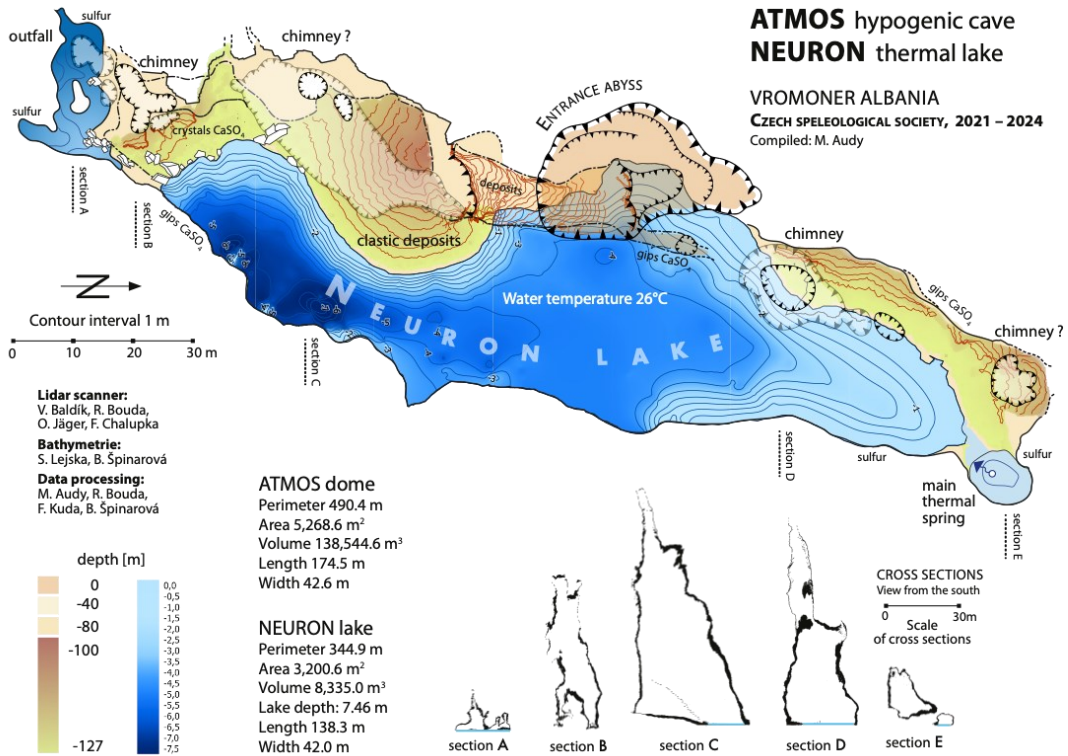 ATMOS hypogenic cave
NEURON thermal lake
VROMONER ALBANIA
CZECH SPELEOLOGICAL SOCIETY, 2021 – 2024
Compiled: M. Audy
sulfur
outfall
chimney
chimney ?
sulfur
crystals CaSO₄
ENTRANCE ABYSS
deposits
section A
section B
gips CaSO₄
clastic deposits
gips CaSO₄
chimney
gips CaSO₄
chimney ?
N
Contour interval 1 m
0 10 20 30 m
Water temperature 26°C
NEURON LAKE
section C
section D
sulfur
sulfur
main
thermal
spring
section E
Lidar scanner:
V. Baldík, R. Bouda,
O. Jäger, F. Chalupka
Bathymetrie:
S. Lejska, B. Špinarová
Data processing:
M. Audy, R. Bouda,
F. Kuda, B. Špinarová
depth [m]
0
-40
-80
-100
-127
0,0
-0,5
-1,0
-1,5
-2,0
-2,5
-3,0
-3,5
-4,0
-4,5
-5,0
-5,5
-6,0
-6,5
-7,0
-7,5
ATMOS dome
Perimeter 490.4 m
Area 5,268.6 m²
Volume 138,544.6 m³
Length 174.5 m
Width 42.6 m
NEURON lake
Perimeter 344.9 m
Area 3,200.6 m²
Volume 8,335.0 m³
Lake depth: 7.46 m
Length 138.3 m
Width 42.0 m
CROSS SECTIONS
View from the south
0 30m
Scale
of cross sections
section A
section B
section C
section D
section E